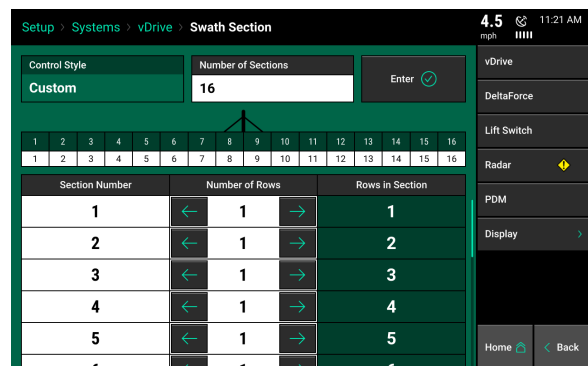 Setup > Systems > vDrive > Swath Section
4.5 mph
11:21 AM
Control Style
Custom
Number of Sections
16
Enter
vDrive
DeltaForce
Lift Switch
Radar
PDM
Display >
1 2 3 4 5 6 7 8 9 10 11 12 13 14 15 16
1 2 3 4 5 6 7 8 9 10 11 12 13 14 15 16
Section Number Number of Rows Rows in Section
1 ← 1 → 1
2 ← 1 → 2
3 ← 1 → 3
4 ← 1 → 4
5 ← 1 → 5
Home < Back